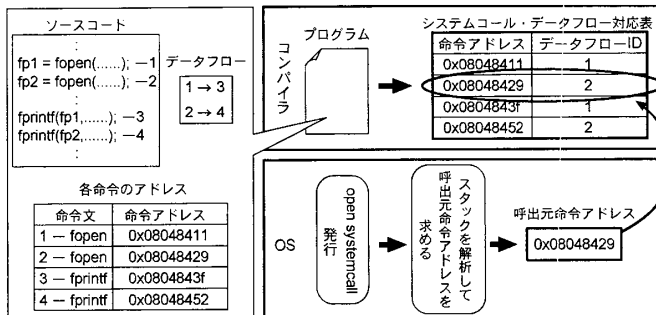 ソースコード
:
fp1 = fopen(......); —1
fp2 = fopen(......); —2
:
fprintf(fp1,......); —3
fprintf(fp2,......); —4
:
データフロー
1 → 3
2 → 4
各命令のアドレス
命令文 命令アドレス
1 — fopen 0x08048411
2 — fopen 0x08048429
3 — fprintf 0x0804843f
4 — fprintf 0x08048452
コンパイラ
プログラム
システムコール・データフロー対応表
命令アドレス データフローID
0x08048411 1
0x08048429 2
0x0804843f 1
0x08048452 2
OS
open systemcall
発行
スタックを解析して
呼出元命令アドレスを
求める
呼出元命令アドレス
0x08048429